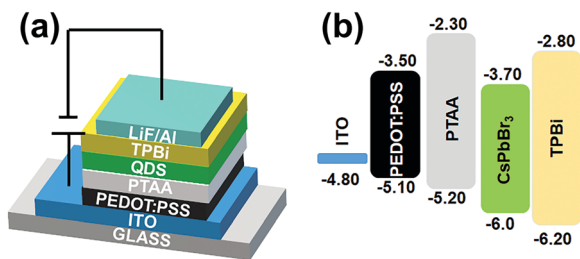 (a)
LiF/Al
TPBi
QDS
PTAA
PEDOT:PSS
ITO
GLASS
(b)
-2.30
-2.80
-3.50
-3.70
ITO
PEDOT:PSS
PTAA
CsPbBr₃
TPBi
-4.80
-5.10
-5.20
-6.0
-6.20